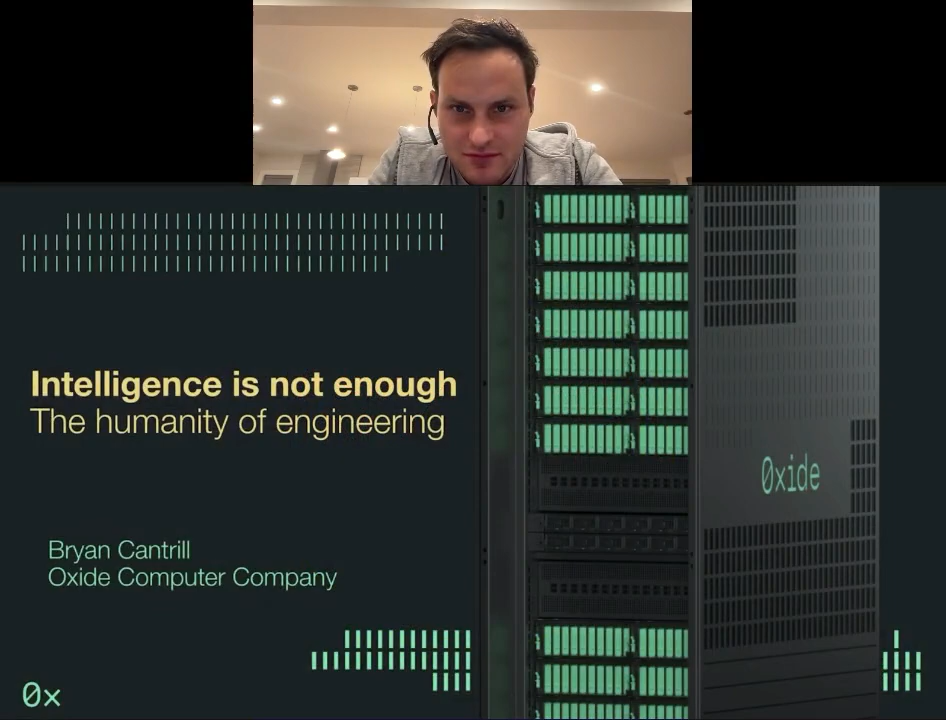 Intelligence is not enough
The humanity of engineering
0xide
Bryan Cantrill
Oxide Computer Company
0x